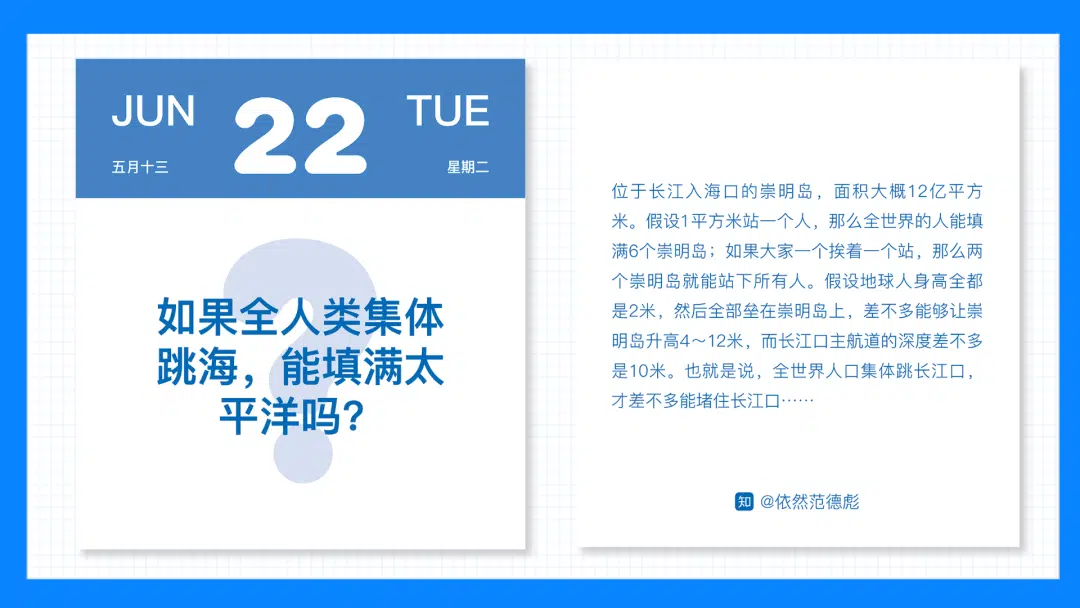 JUN 22 TUE
五月十三 星期二
如果全人类集体
跳海，能填满太
平洋吗？
位于长江入海口的崇明岛，面积大概12亿平方
米。假设1平方米站一个人，那么全世界的人能填
满6个崇明岛；如果大家一个挨着一个站，那么两
个崇明岛就能站下所有人。假设地球人身高全都
是2米，然后全部垒在崇明岛上，差不多能够让崇
明岛升高4～12米，而长江口主航道的深度差不多
是10米。也就是说，全世界人口集体跳长江口，
才差不多能堵住长江口……
知 @依然范德彪